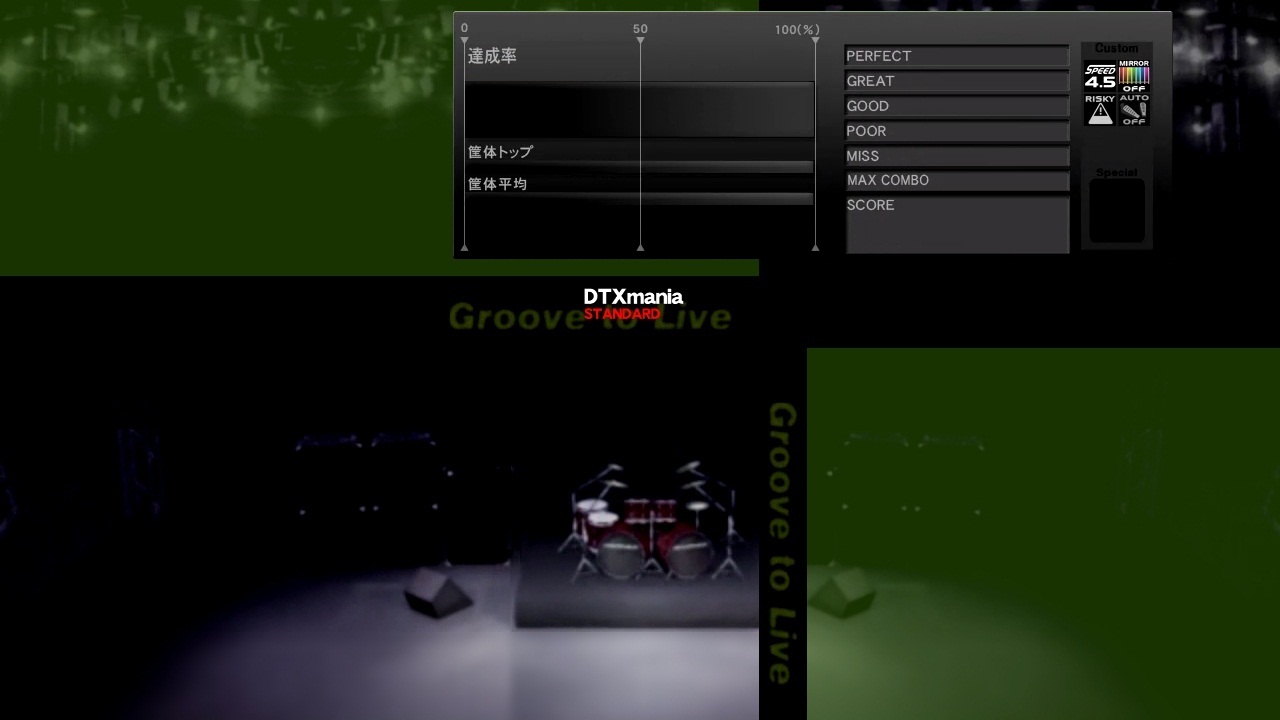 0 50 100(%)
達成率
筐体トップ
筐体平均
PERFECT
GREAT
GOOD
POOR
MISS
MAX COMBO
SCORE
Custom
SPEED 4.5
MIRROR OFF
RISKY
AUTO OFF
Special
DTXmania
STANDARD
Groove to Live
Groove to Live